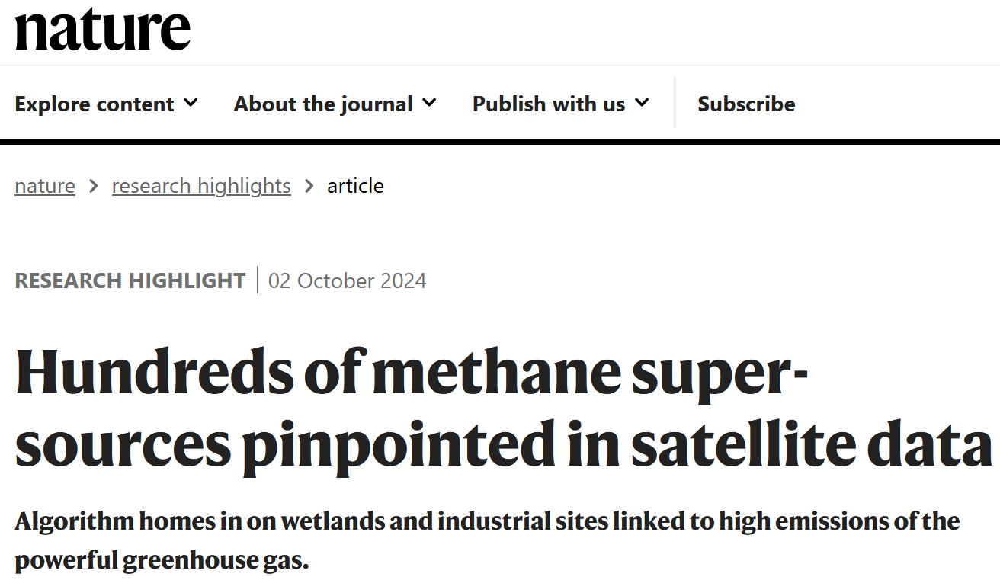 nature
Explore content About the journal Publish with us Subscribe
nature > research highlights > article
RESEARCH HIGHLIGHT | 02 October 2024
Hundreds of methane super-
sources pinpointed in satellite data
Algorithm homes in on wetlands and industrial sites linked to high emissions of the
powerful greenhouse gas.